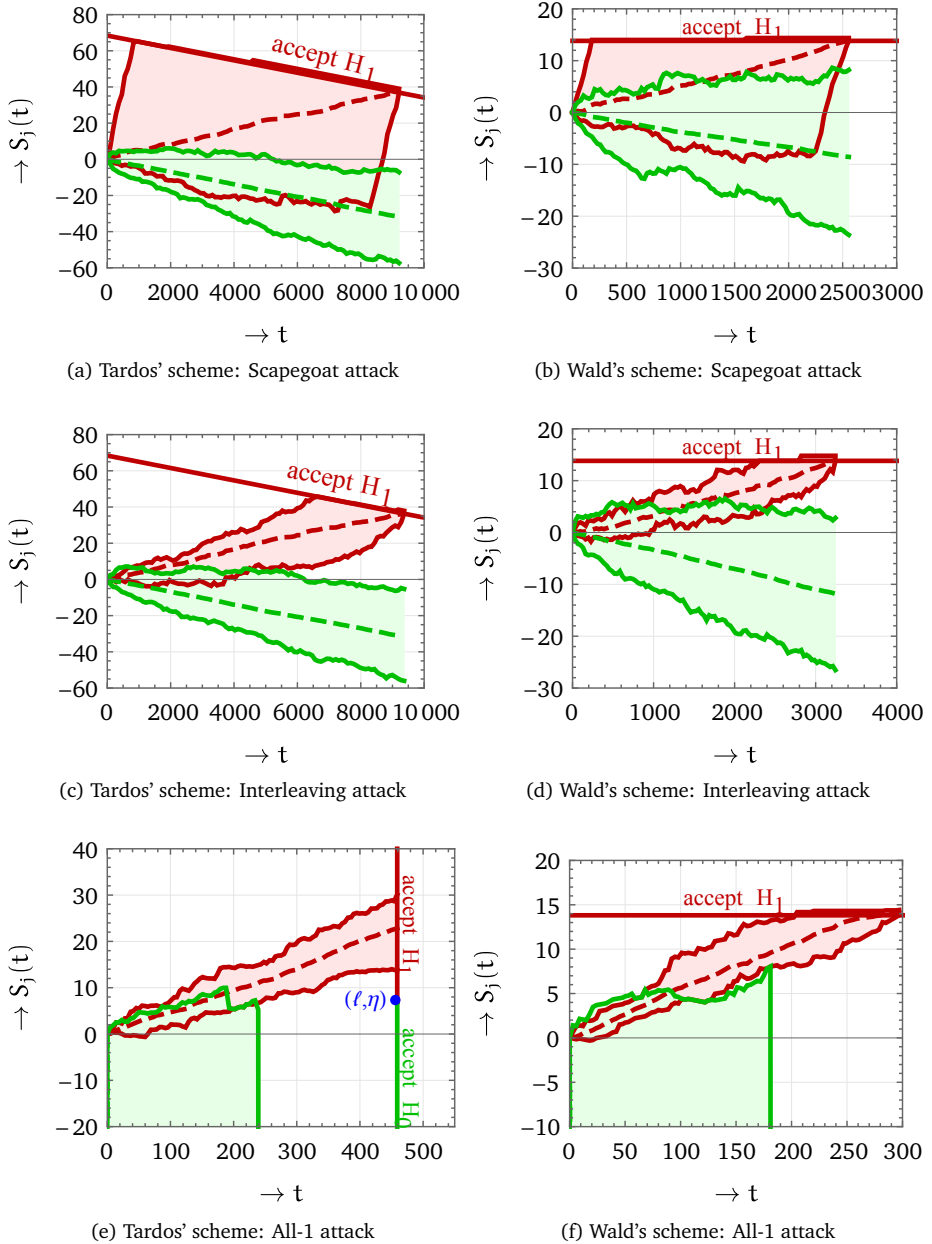 80
60
40
20
0
−20
−40
−60
→ S_j(t)
accept H_1
0 2000 4000 6000 8000 10 000
→ t
(a) Tardos' scheme: Scapegoat attack
20
10
0
−10
−20
−30
→ S_j(t)
accept H_1
0 500 1000 1500 2000 2500 3000
→ t
(b) Wald's scheme: Scapegoat attack
80
60
40
20
0
−20
−40
−60
→ S_j(t)
accept H_1
0 2000 4000 6000 8000 10 000
→ t
(c) Tardos' scheme: Interleaving attack
20
10
0
−10
−20
−30
→ S_j(t)
accept H_1
0 1000 2000 3000 4000
→ t
(d) Wald's scheme: Interleaving attack
40
30
20
10
0
−10
−20
→ S_j(t)
accept H_1
(ℓ,η)
accept H_0
0 100 200 300 400 500
→ t
(e) Tardos' scheme: All-1 attack
20
15
10
5
0
−5
−10
→ S_j(t)
accept H_1
0 50 100 150 200 250 300
→ t
(f) Wald's scheme: All-1 attack